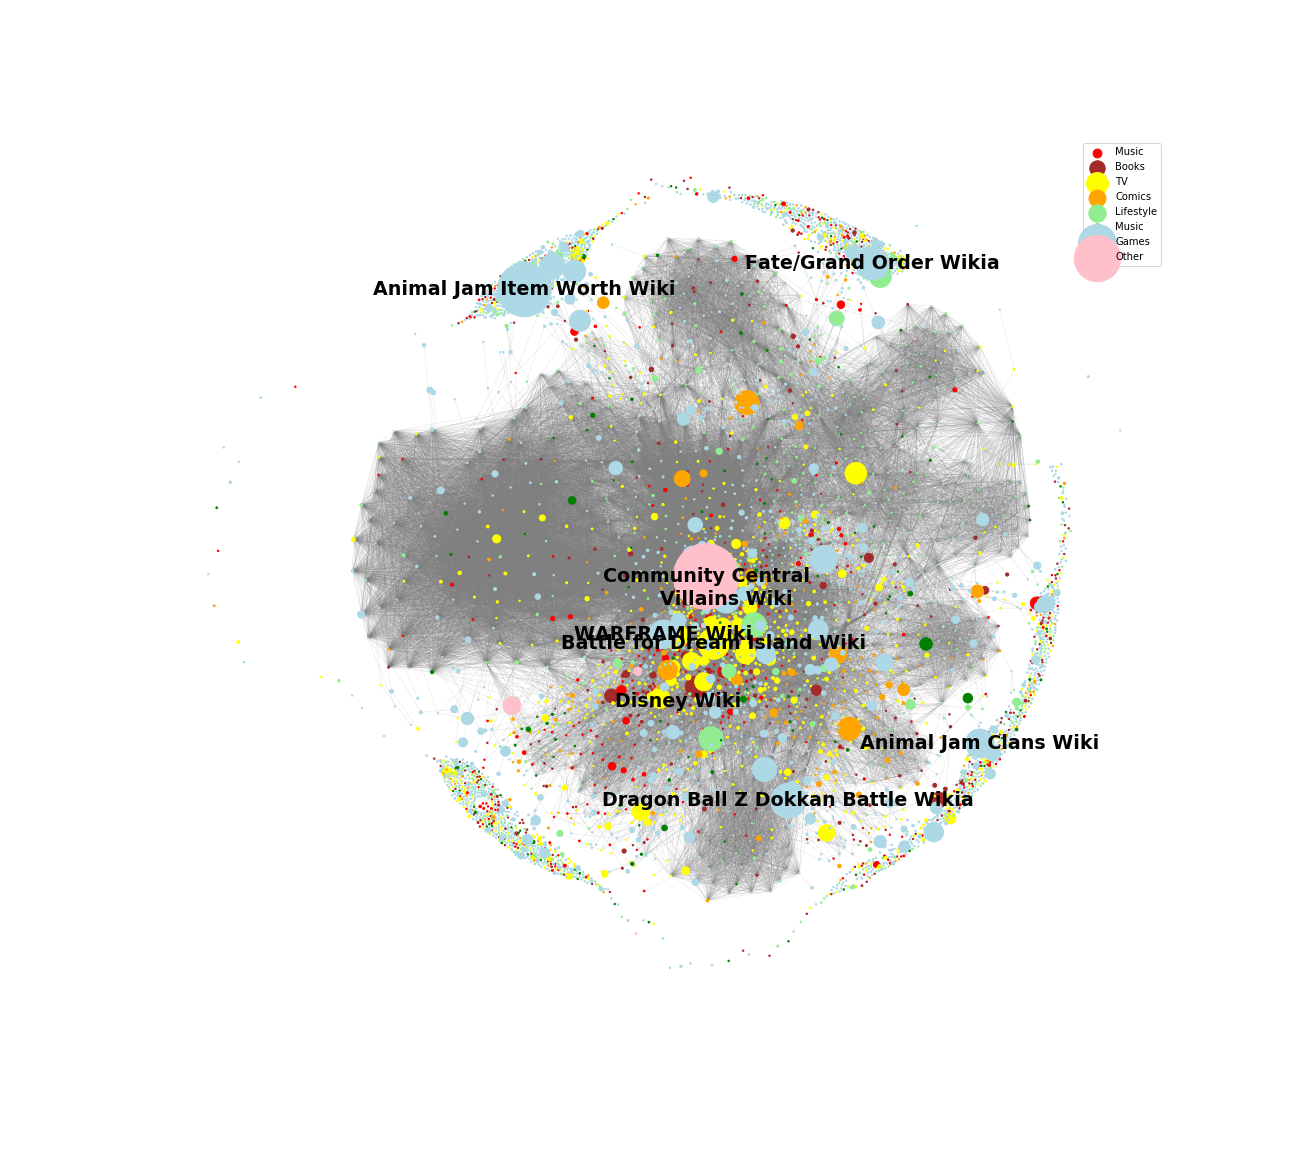 Music
Books
TV
Comics
Lifestyle
Music
Games
Other
Fate/Grand Order Wikia
Animal Jam Item Worth Wiki
Community Central
Villains Wiki
WARFRAME Wiki
Battle for Dream Island Wiki
Disney Wiki
Animal Jam Clans Wiki
Dragon Ball Z Dokkan Battle Wikia